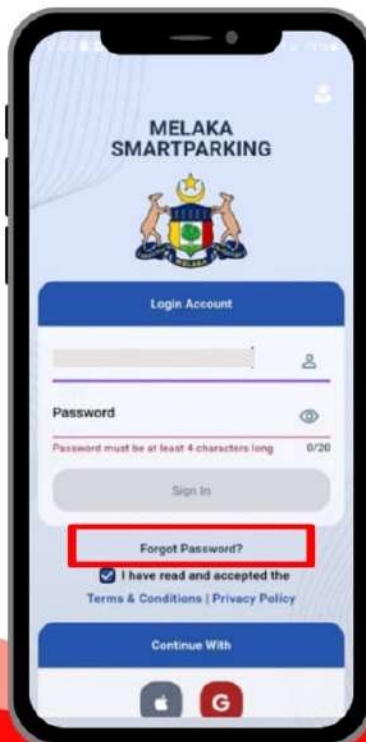 MELAKA
SMARTPARKING
Login Account
Password
Password must be at least 4 characters long 0/20
Sign In
Forgot Password?
I have read and accepted the
Terms & Conditions | Privacy Policy
Continue With
G